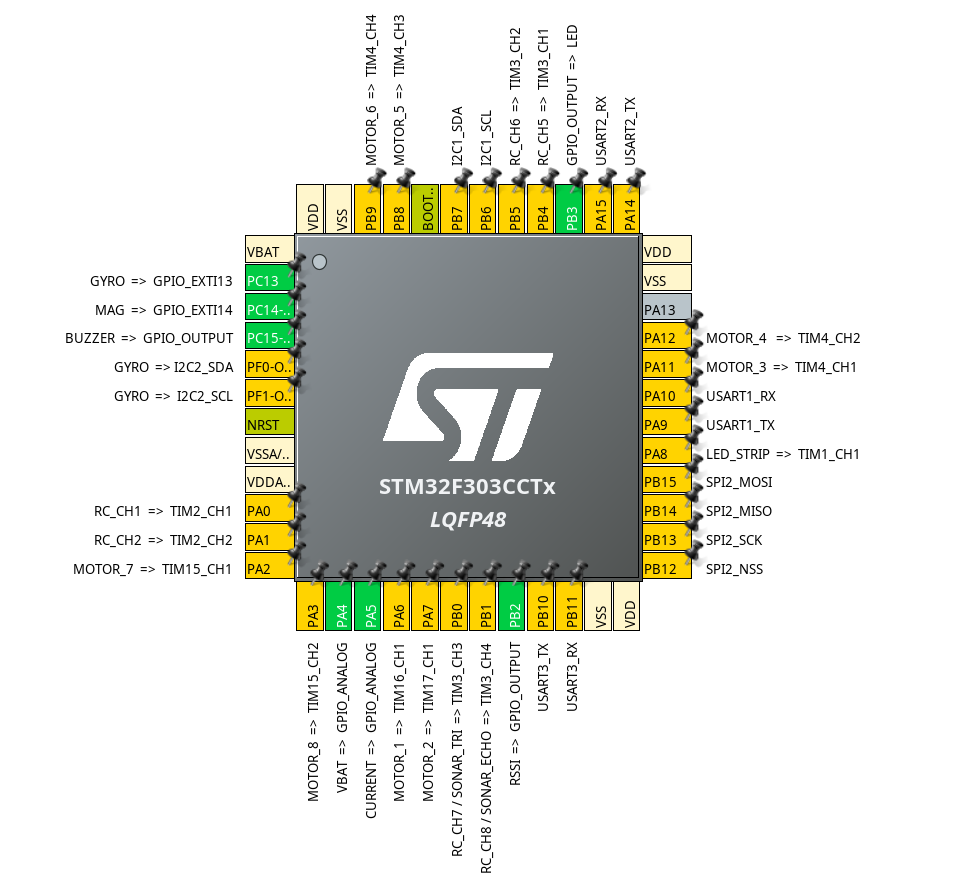 MOTOR_6 => TIM4_CH4
MOTOR_5 => TIM4_CH3
I2C1_SDA
I2C1_SCL
RC_CH6 => TIM3_CH2
RC_CH5 => TIM3_CH1
GPIO_OUTPUT => LED
USART2_RX
USART2_TX
VDD
VSS
PB9
PB8
BOOT..
PB7
PB6
PB5
PB4
PB3
PA15
PA14
VBAT
GYRO => GPIO_EXTI13 PC13
MAG => GPIO_EXTI14 PC14-..
BUZZER => GPIO_OUTPUT PC15-..
GYRO => I2C2_SDA PF0-O..
GYRO => I2C2_SCL PF1-O..
NRST
VSSA/..
VDDA..
RC_CH1 => TIM2_CH1 PA0
RC_CH2 => TIM2_CH2 PA1
MOTOR_7 => TIM15_CH1 PA2
ST
STM32F303CCTx
LQFP48
VDD
VSS
PA13
PA12 MOTOR_4 => TIM4_CH2
PA11 MOTOR_3 => TIM4_CH1
PA10 USART1_RX
PA9 USART1_TX
PA8 LED_STRIP => TIM1_CH1
PB15 SPI2_MOSI
PB14 SPI2_MISO
PB13 SPI2_SCK
PB12 SPI2_NSS
PA3
PA4
PA5
PA6
PA7
PB0
PB1
PB2
PB10
PB11
VSS
VDD
MOTOR_8 => TIM15_CH2
VBAT => GPIO_ANALOG
CURRENT => GPIO_ANALOG
MOTOR_1 => TIM16_CH1
MOTOR_2 => TIM17_CH1
RC_CH7 / SONAR_TRI => TIM3_CH3
RC_CH8 / SONAR_ECHO => TIM3_CH4
RSSI => GPIO_OUTPUT
USART3_TX
USART3_RX